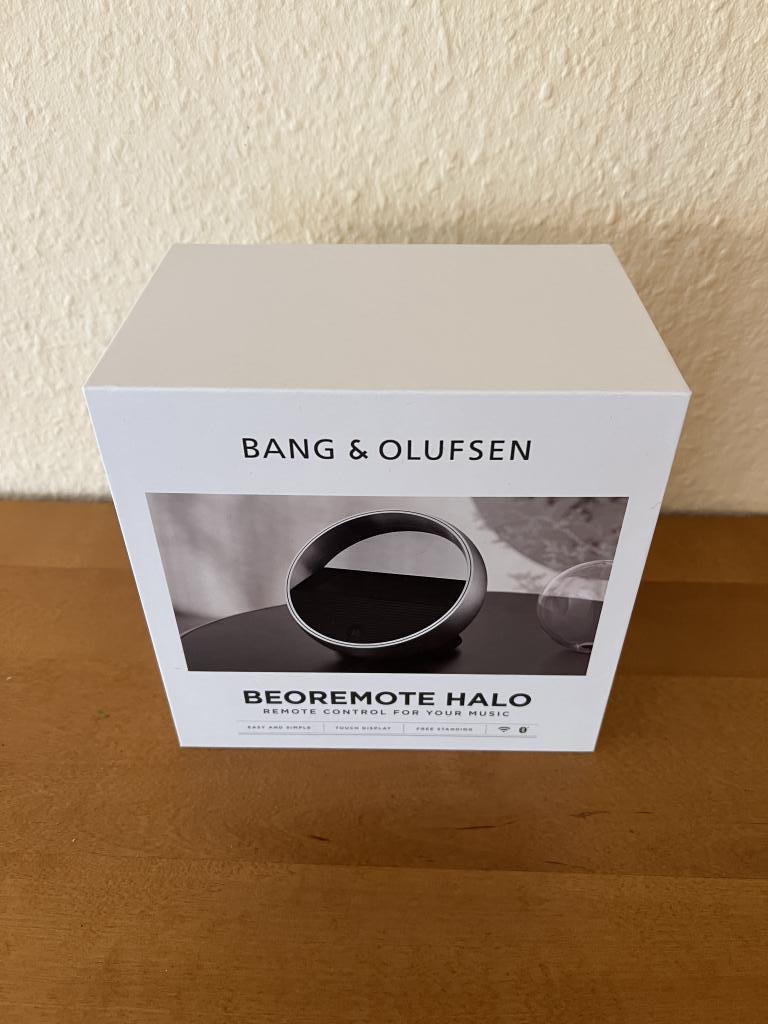 BANG & OLUFSEN
BEOREMOTE HALO
REMOTE CONTROL FOR YOUR MUSIC
EASY AND SIMPLE TOUCH DISPLAY FREE STANDING